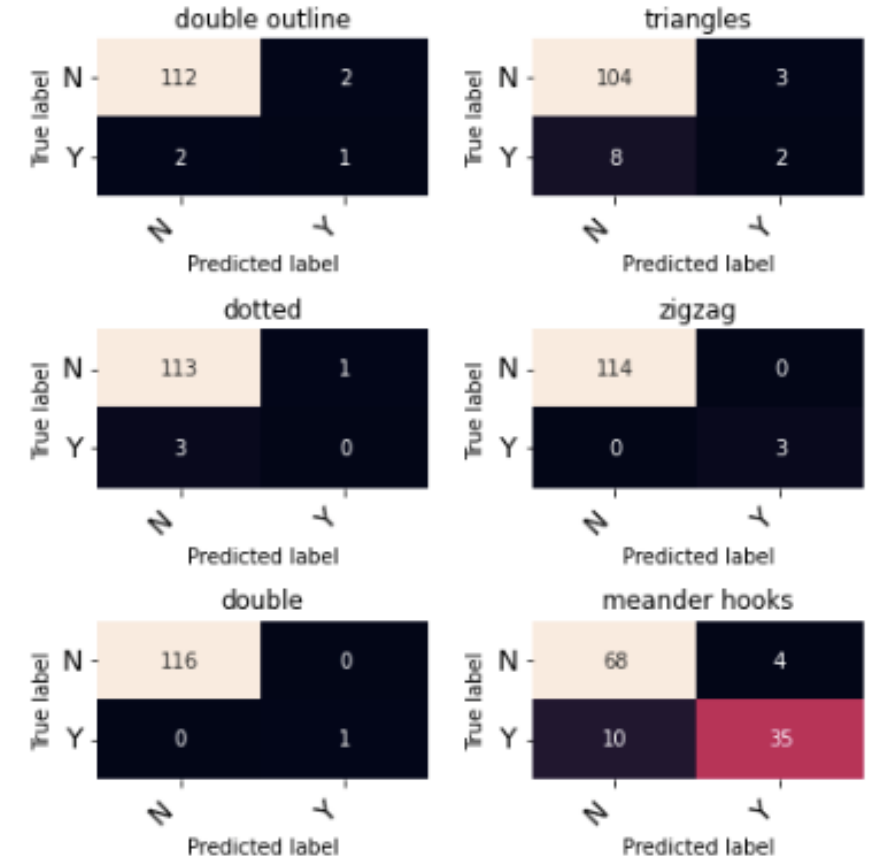 double outline
True label
N
112
2
Y
2
1
N
Y
Predicted label
triangles
True label
N
104
3
Y
8
2
N
Y
Predicted label
dotted
True label
N
113
1
Y
3
0
N
Y
Predicted label
zigzag
True label
N
114
0
Y
0
3
N
Y
Predicted label
double
True label
N
116
0
Y
0
1
N
Y
Predicted label
meander hooks
True label
N
68
4
Y
10
35
N
Y
Predicted label